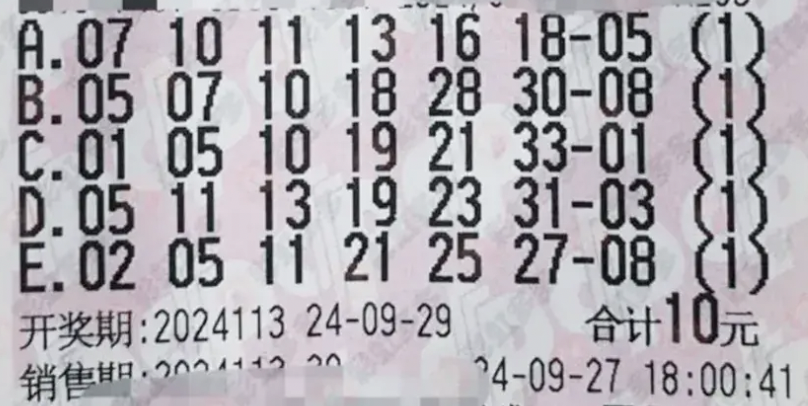 A.07 10 11 13 16 18-05 (1)
B.05 07 10 18 28 30-08 (1)
C.01 05 10 19 21 33-01 (1)
D.05 11 13 19 23 31-03 (1)
E.02 05 11 21 25 27-08 (1)
开奖期:2024113 24-09-29 合计10元
销售期: 4-09-27 18:00:41